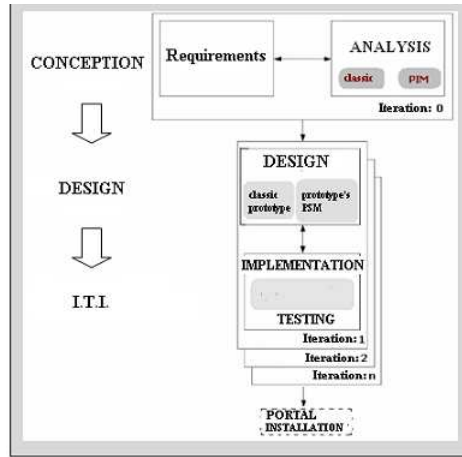 CONCEPTION
DESIGN
I.T.I.
Requirements
ANALYSIS
classic
PIM
Iteration: 0
DESIGN
classic
prototype
prototype's
PSM
IMPLEMENTATION
TESTING
Iteration: 1
Iteration: 2
Iteration: n
PORTAL
INSTALLATION